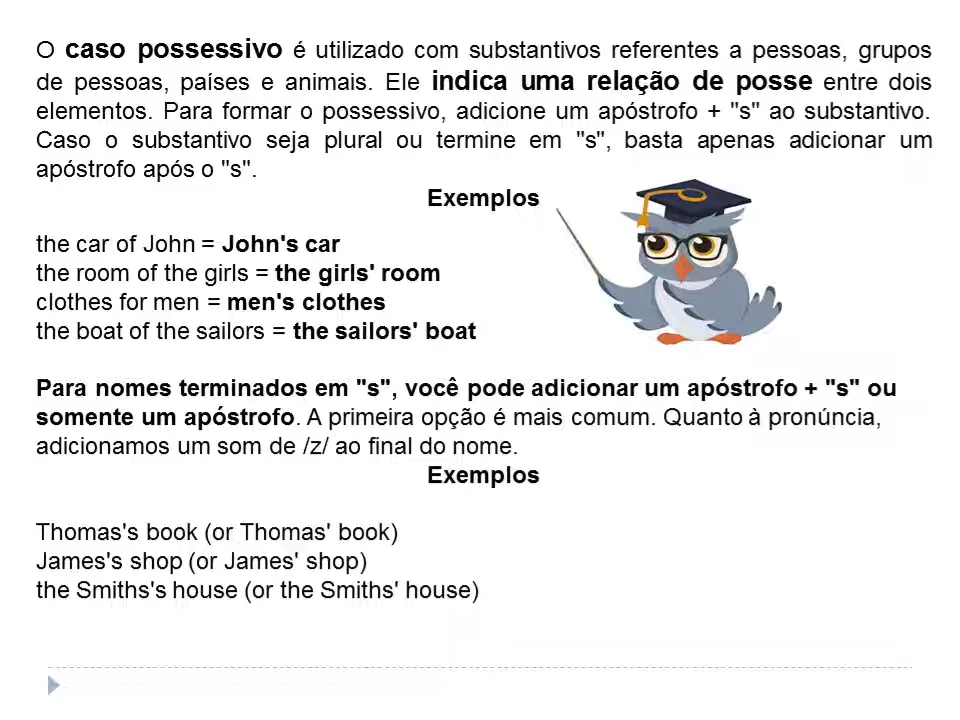 O caso possessivo é utilizado com substantivos referentes a pessoas, grupos
de pessoas, países e animais. Ele indica uma relação de posse entre dois
elementos. Para formar o possessivo, adicione um apóstrofo + "s" ao substantivo.
Caso o substantivo seja plural ou termine em "s", basta apenas adicionar um
apóstrofo após o "s".
Exemplos
the car of John = John's car
the room of the girls = the girls' room
clothes for men = men's clothes
the boat of the sailors = the sailors' boat
Para nomes terminados em "s", você pode adicionar um apóstrofo + "s" ou
somente um apóstrofo. A primeira opção é mais comum. Quanto à pronúncia,
adicionamos um som de /z/ ao final do nome.
Exemplos
Thomas's book (or Thomas' book)
James's shop (or James' shop)
the Smiths's house (or the Smiths' house)